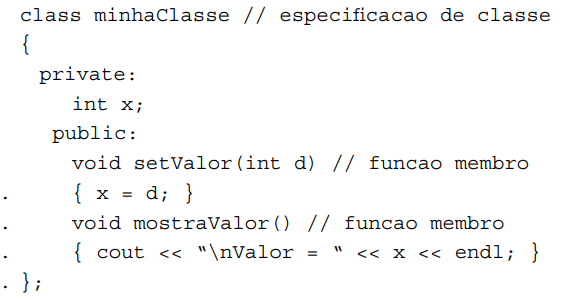 class minhaClasse // especificacao de classe
{
private:
int x;
public:
void setValor(int d) // funcao membro
. { x = d; }
. void mostraValor() // funcao membro
. { cout << “\nValor = “ << x << endl; }
. };